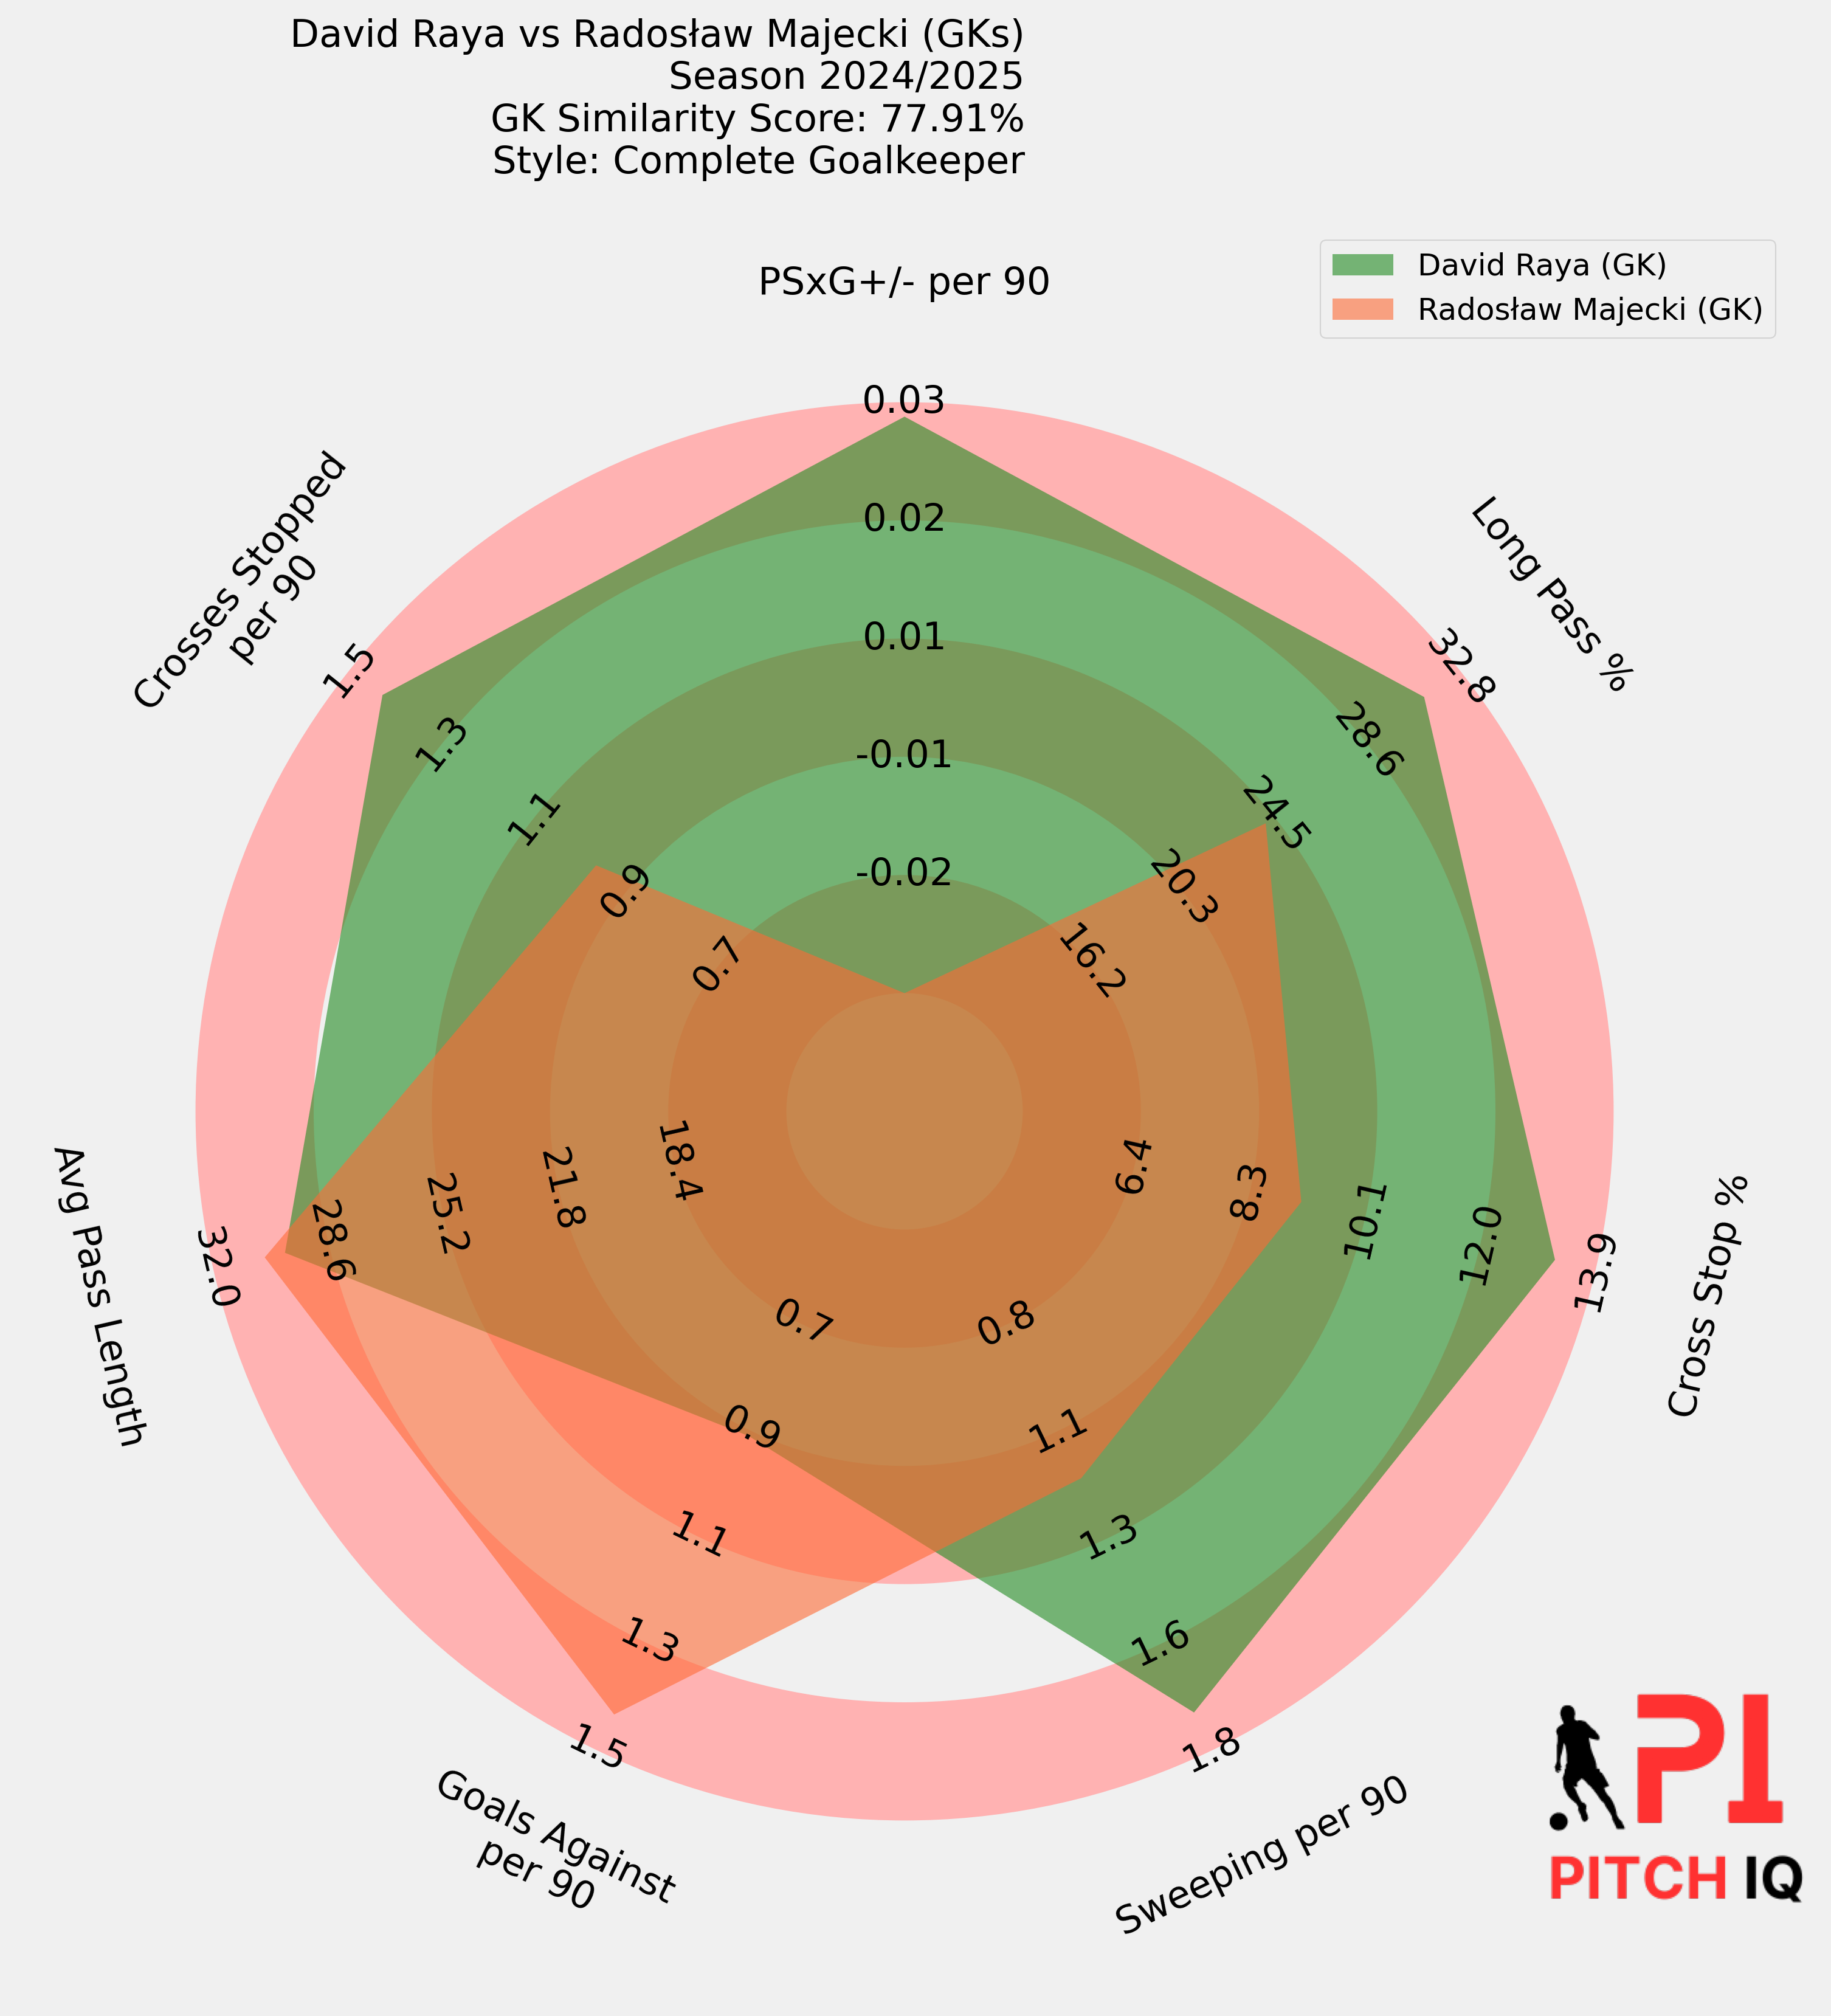 David Raya vs Radosław Majecki (GKs)
Season 2024/2025
GK Similarity Score: 77.91%
Style: Complete Goalkeeper
David Raya (GK)
Radosław Majecki (GK)
PSxG+/- per 90
0.03
0.02
0.01
-0.01
-0.02
Long Pass %
32.8
28.6
24.5
20.3
16.2
Cross Stop %
13.9
12.0
10.1
8.3
6.4
Sweeping per 90
1.8
1.6
1.3
1.1
0.8
Goals Against
per 90
1.5
1.3
1.1
0.9
0.7
Avg Pass Length
32.0
28.6
25.2
21.8
18.4
Crosses Stopped
per 90
1.5
1.3
1.1
0.9
0.7
PI
PITCH IQ